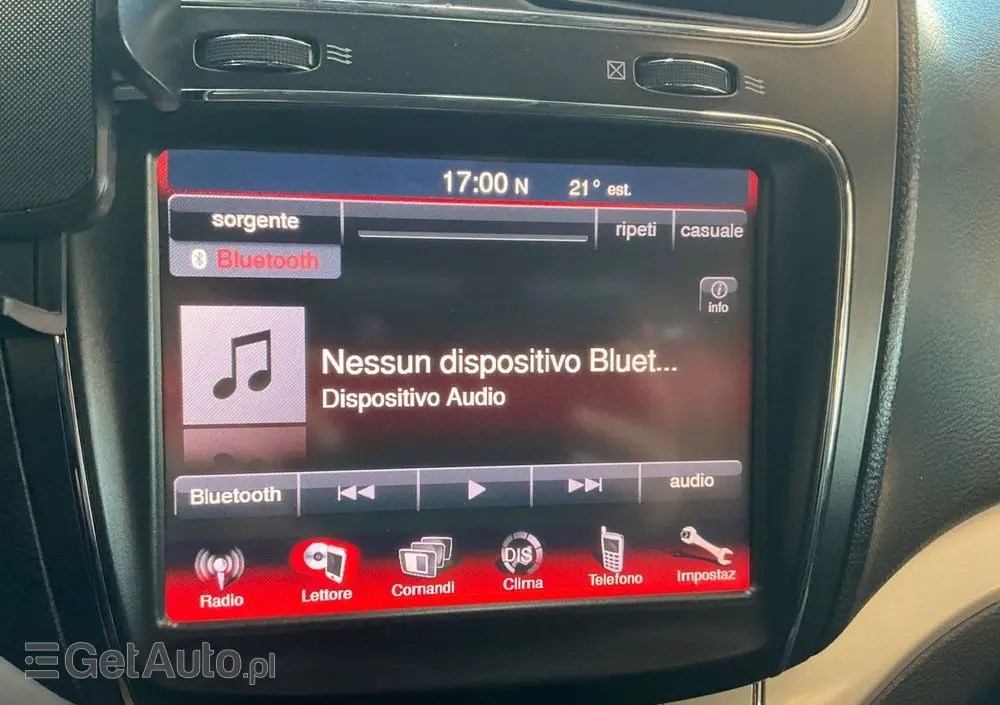 17:00 N 21° est.
sorgente ripeti casuale
Bluetooth
info
Nessun dispositivo Bluet...
Dispositivo Audio
Bluetooth audio
DIS
Radio Lettore Comandi Clima Telefono Impostaz
GetAuto.pl